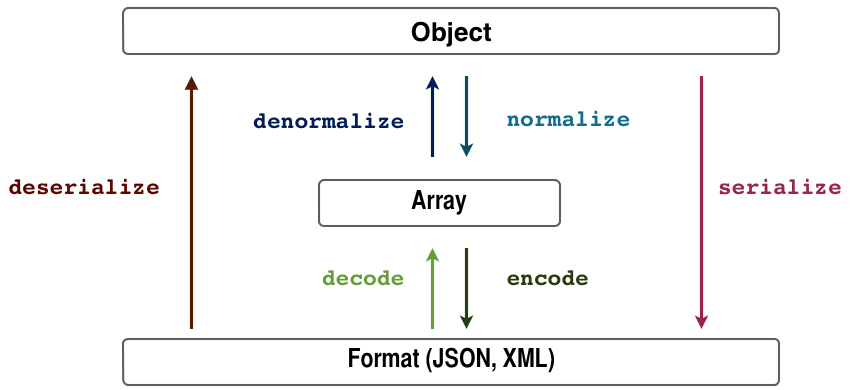 Object
denormalize
normalize
deserialize
Array
serialize
decode
encode
Format (JSON, XML)